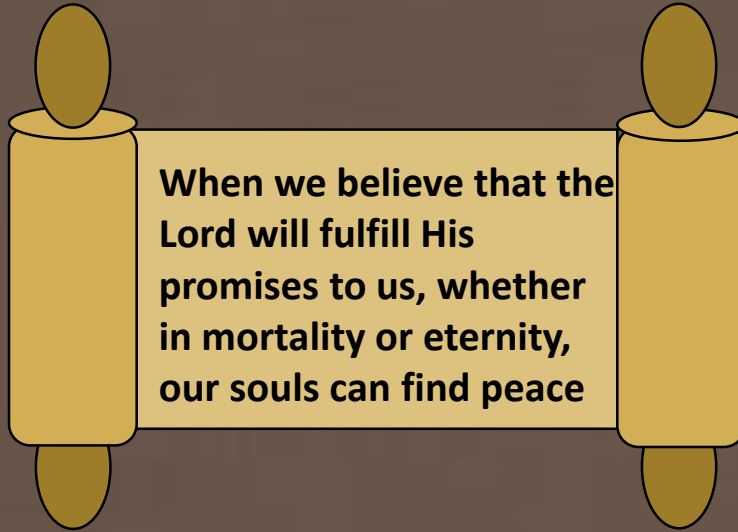 When we believe that the
Lord will fulfill His
promises to us, whether
in mortality or eternity,
our souls can find peace